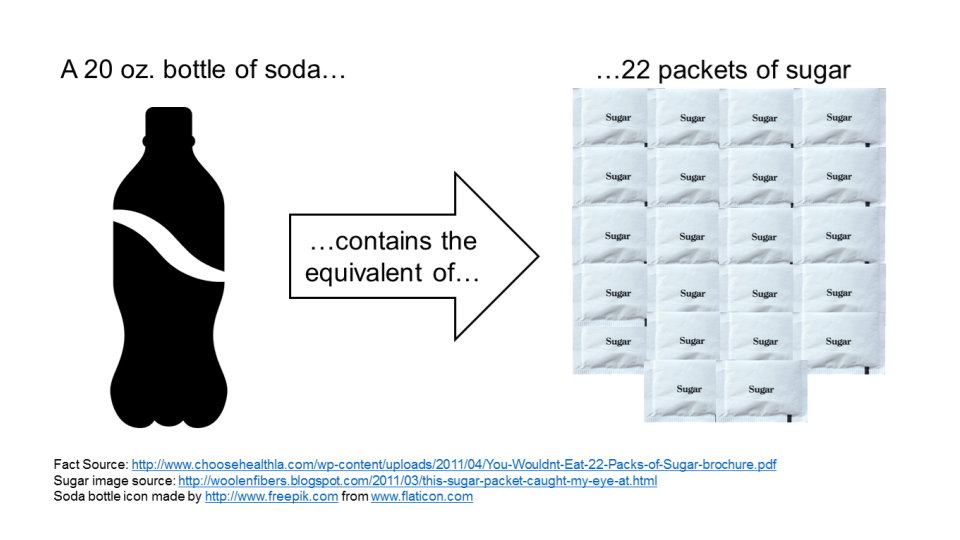 A 20 oz. bottle of soda…
…22 packets of sugar
…contains the
equivalent of…
Sugar Sugar Sugar Sugar
Sugar Sugar Sugar Sugar
Sugar Sugar Sugar Sugar
Sugar Sugar Sugar Sugar
Sugar Sugar Sugar Sugar
Sugar Sugar
Fact Source: http://www.choosehealthla.com/wp-content/uploads/2011/04/You-Wouldnt-Eat-22-Packs-of-Sugar-brochure.pdf
Sugar image source: http://woolenfibers.blogspot.com/2011/03/this-sugar-packet-caught-my-eye-at.html
Soda bottle icon made by http://www.freepik.com from www.flaticon.com